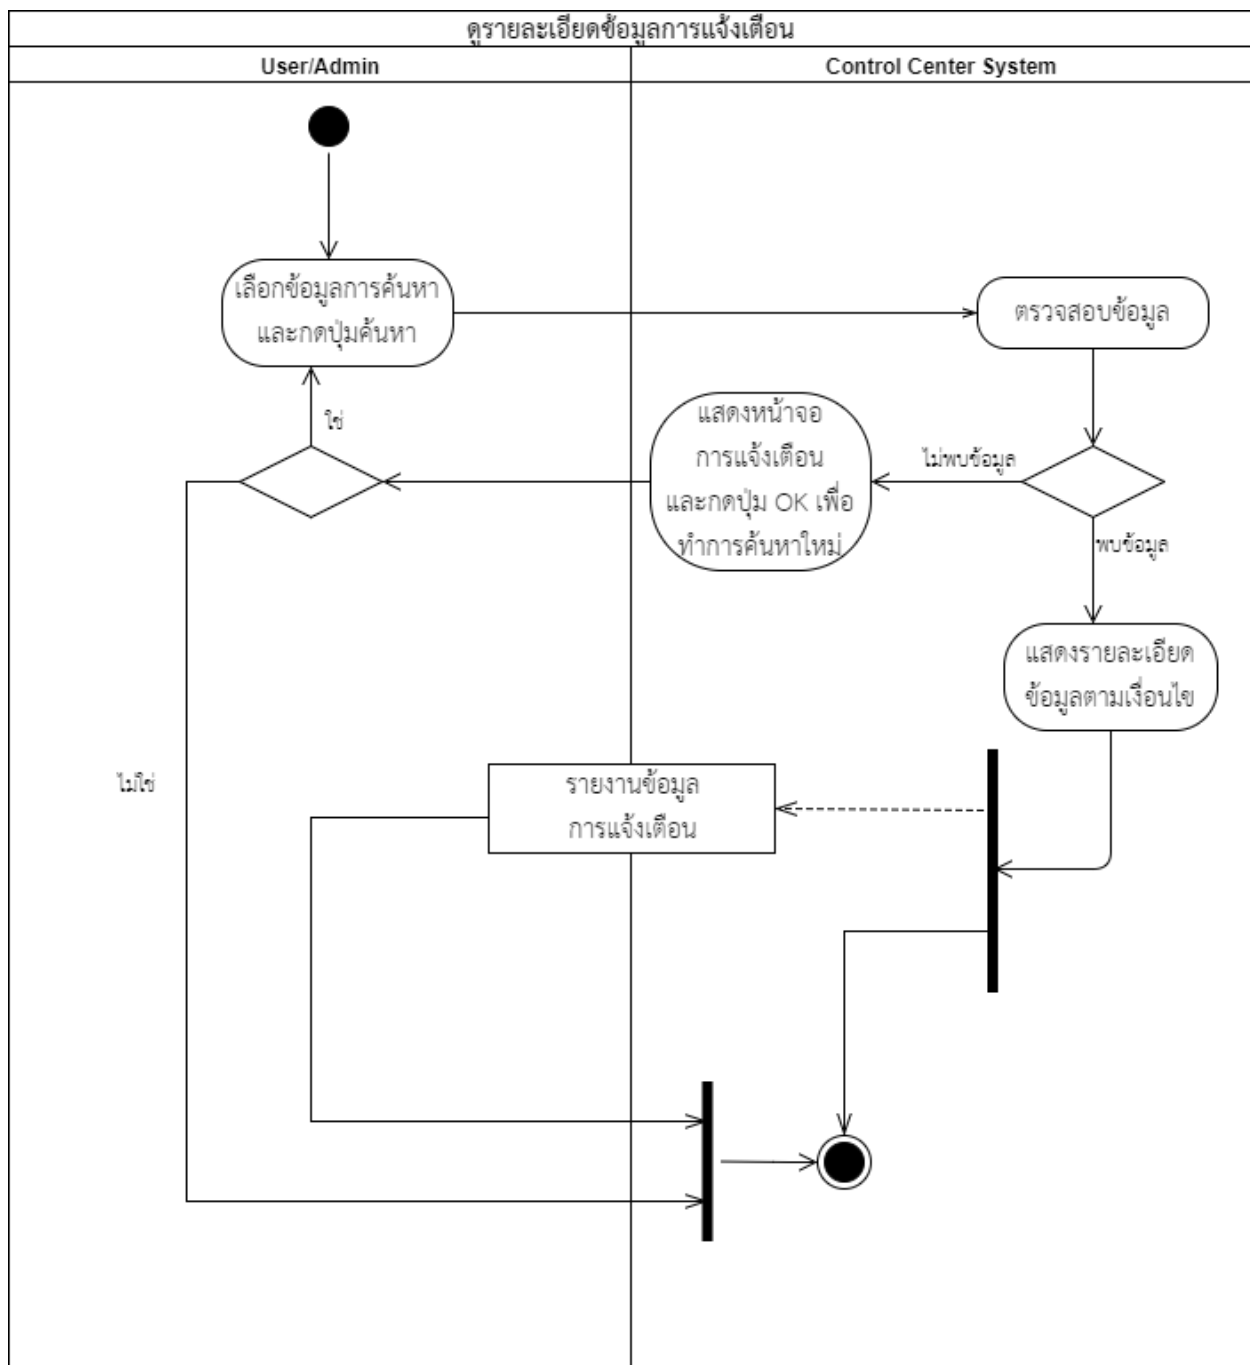 ดูรายละเอียดข้อมูลการแจ้งเตือน
User/Admin
Control Center System
เลือกข้อมูลการค้นหา
และกดปุ่มค้นหา
ตรวจสอบข้อมูล
ใช่
แสดงหน้าจอ
การแจ้งเตือน
และกดปุ่ม OK เพื่อ
ทำการค้นหาใหม่
ไม่พบข้อมูล
พบข้อมูล
แสดงรายละเอียด
ข้อมูลตามเงื่อนไข
ไม่ใช่
รายงานข้อมูล
การแจ้งเตือน